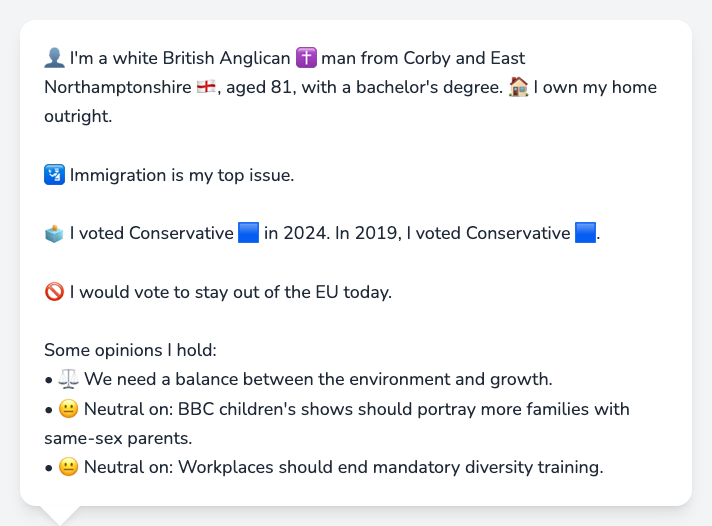 👤 I'm a white British Anglican ✝️ man from Corby and East
Northamptonshire 🏴󠁧󠁢󠁥󠁮󠁧󠁿, aged 81, with a bachelor's degree. 🏠 I own my home
outright.
🛂 Immigration is my top issue.
🗳️ I voted Conservative 🟦 in 2024. In 2019, I voted Conservative 🟦.
🚫 I would vote to stay out of the EU today.
Some opinions I hold:
• ⚖️ We need a balance between the environment and growth.
• 😐 Neutral on: BBC children's shows should portray more families with
same-sex parents.
• 😐 Neutral on: Workplaces should end mandatory diversity training.